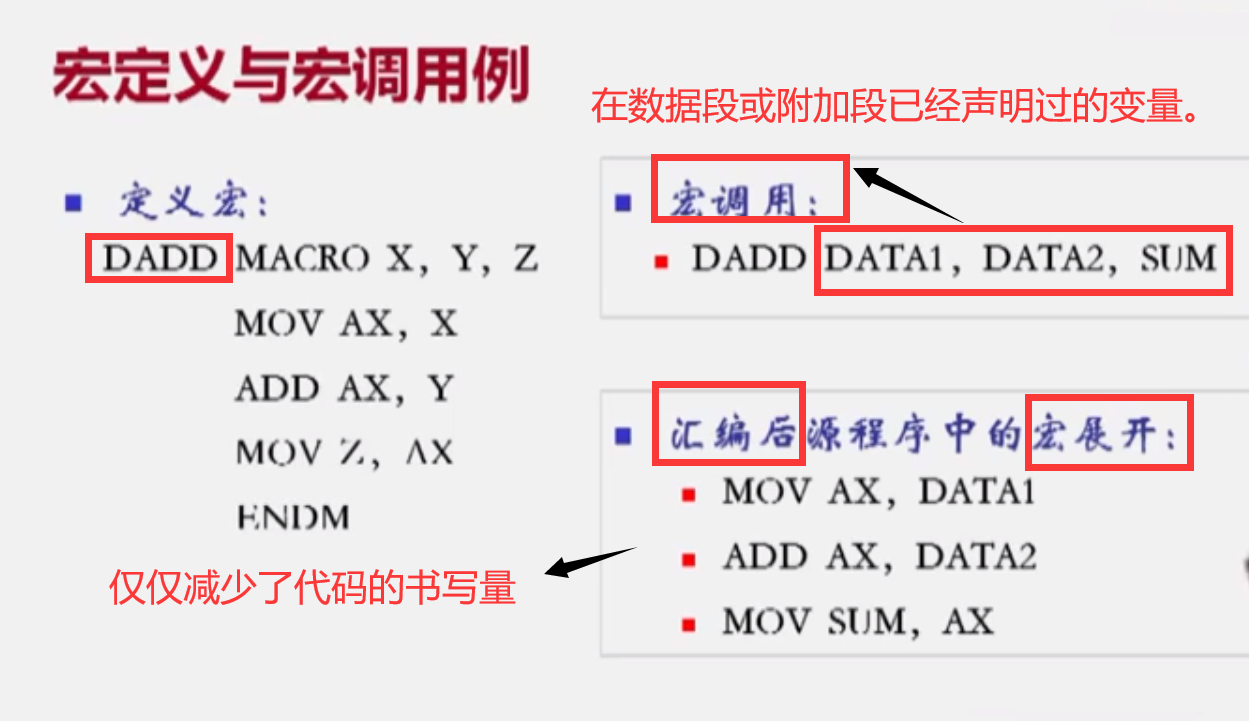 宏定义与宏调用例
在数据段或附加段已经声明过的变量。
定义宏：
DADD MACRO X，Y，Z
MOV AX，X
ADD AX，Y
MOV Z，AX
ENDM
仅仅减少了代码的书写量
宏调用：
DADD DATA1，DATA2，SUM
汇编后源程序中的宏展开：
MOV AX，DATA1
ADD AX，DATA2
MOV SUM，AX